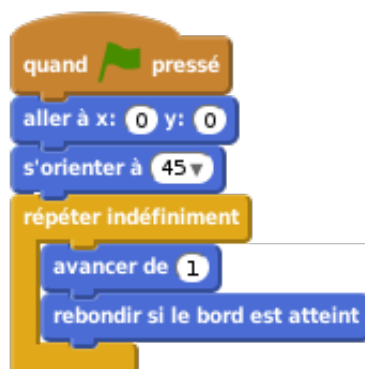 quand pressé
aller à x: 0 y: 0
s'orienter à 45
répéter indéfiniment
avancer de 1
rebondir si le bord est atteint